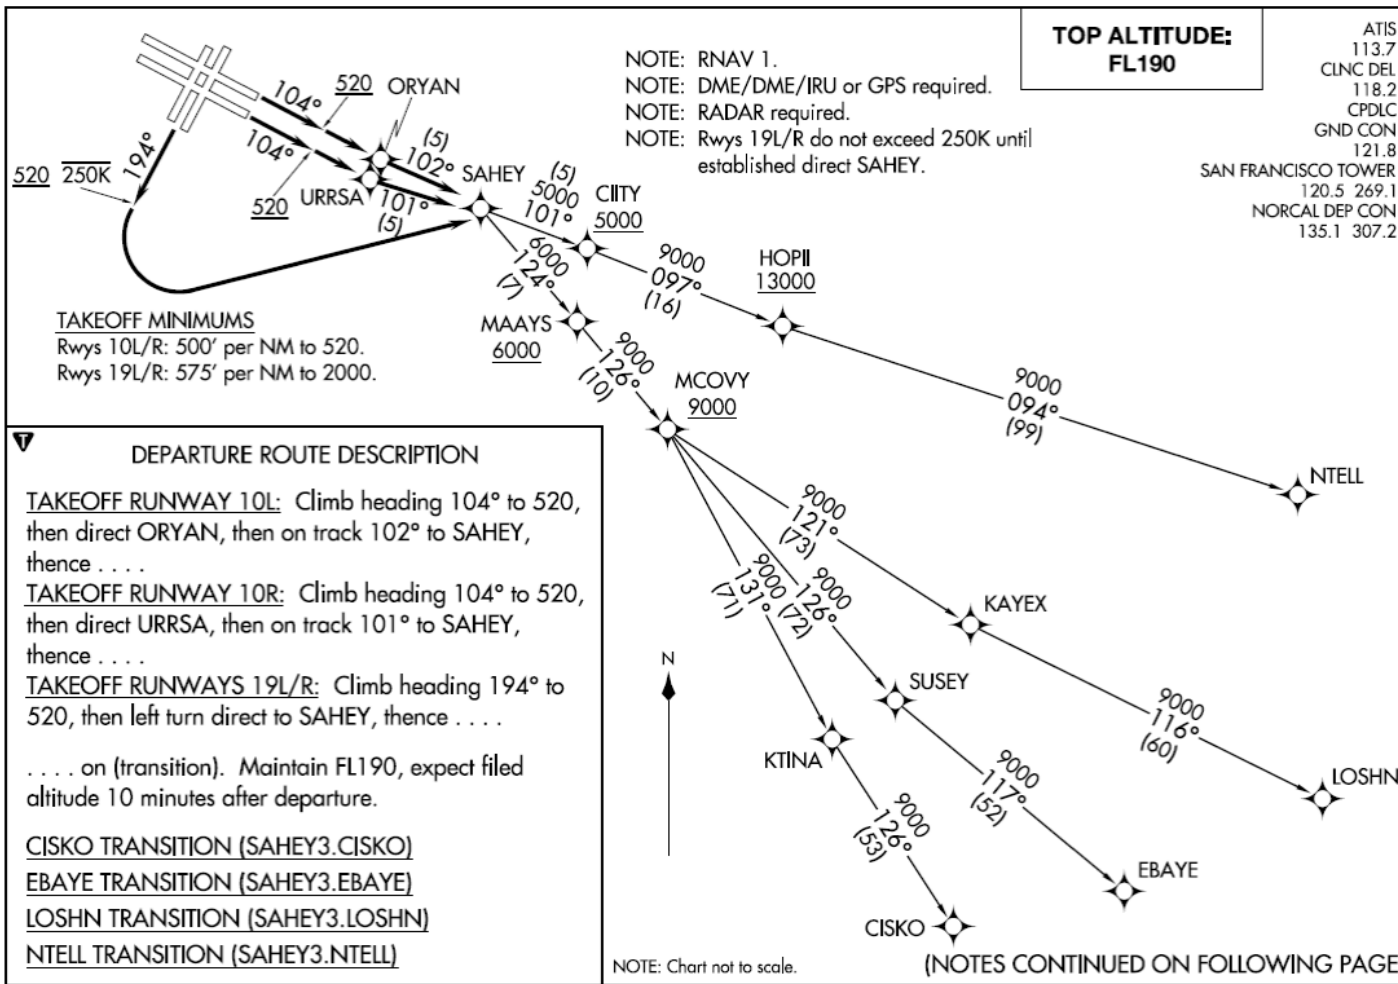 TOP ALTITUDE:
FL190
ATIS
113.7
CLNC DEL
118.2
CPDLC
GND CON
121.8
SAN FRANCISCO TOWER
120.5 269.1
NORCAL DEP CON
135.1 307.2
NOTE: RNAV 1.
NOTE: DME/DME/IRU or GPS required.
NOTE: RADAR required.
NOTE: Rwys 19L/R do not exceed 250K until
established direct SAHEY.
104°
520
ORYAN
(5)
102°
104°
520
URRSA
101°
(5)
194°
520 250K
SAHEY
(5)
5000
101°
CIITY
5000
9000
097°
(16)
HOPII
13000
9000
094°
(99)
NTELL
6000
124°
(7)
MAAYS
6000
9000
126°
(10)
MCOVY
9000
9000
121°
(73)
KAYEX
9000
116°
(60)
LOSHN
9000
126°
(72)
SUSEY
9000
117°
(52)
EBAYE
9000
131°
(71)
KTINA
9000
126°
(53)
CISKO
N
TAKEOFF MINIMUMS
Rwys 10L/R: 500' per NM to 520.
Rwys 19L/R: 575' per NM to 2000.
T
DEPARTURE ROUTE DESCRIPTION
TAKEOFF RUNWAY 10L: Climb heading 104° to 520,
then direct ORYAN, then on track 102° to SAHEY,
thence . . . .
TAKEOFF RUNWAY 10R: Climb heading 104° to 520,
then direct URRSA, then on track 101° to SAHEY,
thence . . . .
TAKEOFF RUNWAYS 19L/R: Climb heading 194° to
520, then left turn direct to SAHEY, thence . . . .
. . . . on (transition). Maintain FL190, expect filed
altitude 10 minutes after departure.
CISKO TRANSITION (SAHEY3.CISKO)
EBAYE TRANSITION (SAHEY3.EBAYE)
LOSHN TRANSITION (SAHEY3.LOSHN)
NTELL TRANSITION (SAHEY3.NTELL)
NOTE: Chart not to scale.
(NOTES CONTINUED ON FOLLOWING PAGE